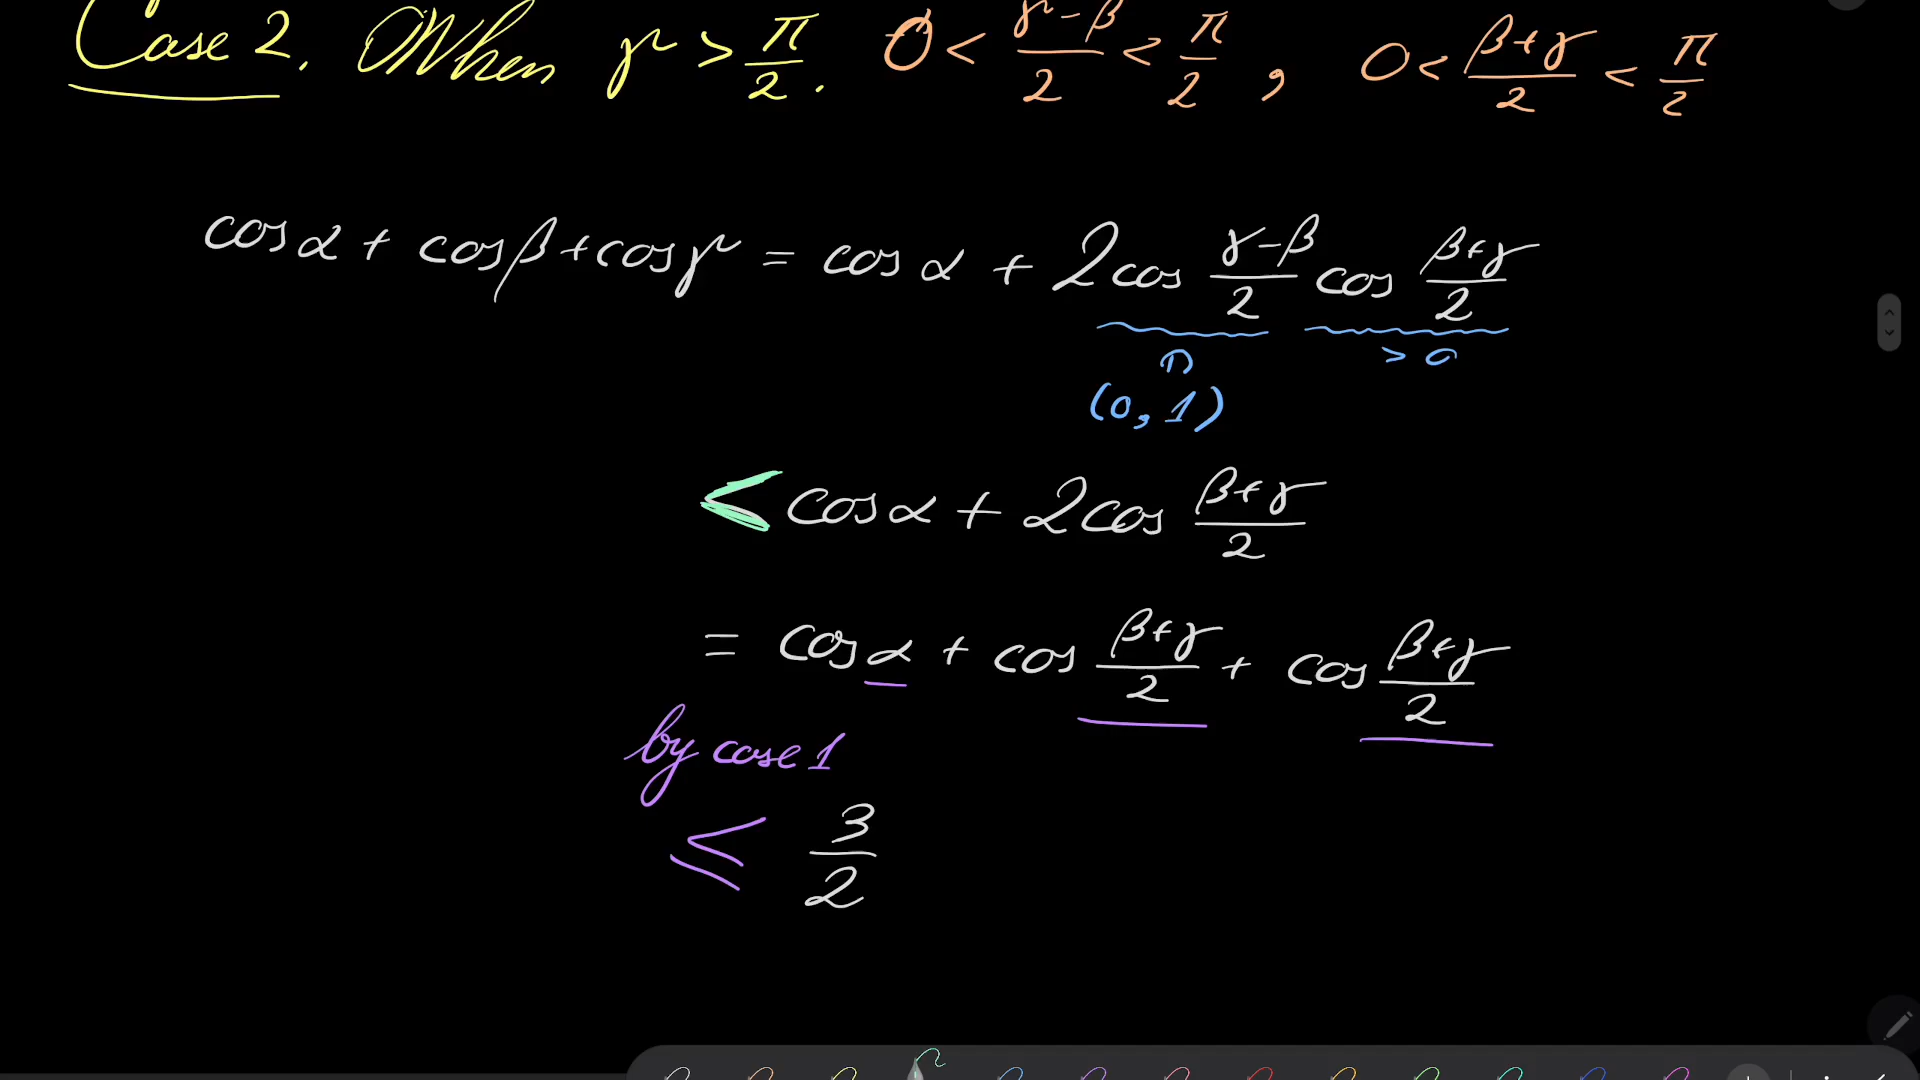 Case 2. When γ > π/2. 0 < (γ-β)/2 < π/2, 0 < (β+γ)/2 < π/2
cos α + cos β + cos γ = cos α + 2 cos (γ-β)/2 cos (β+γ)/2
∩ > 0
(0, 1)
< cos α + 2 cos (β+γ)/2
= cos α + cos (β+γ)/2 + cos (β+γ)/2
by case 1
≤ 3/2